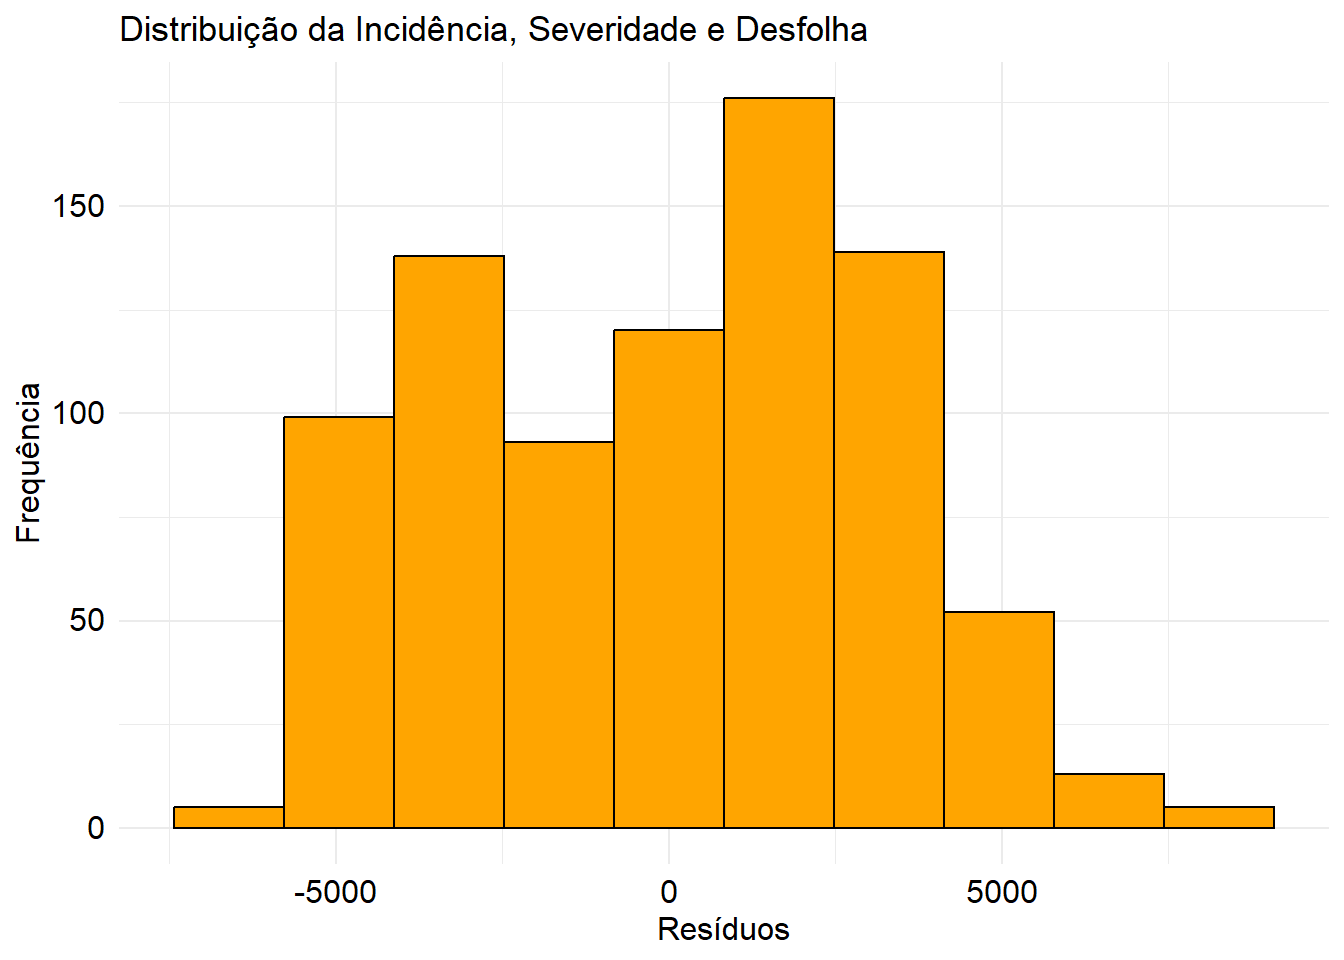 Distribuição da Incidência, Severidade e Desfolha
150
100
50
0
Frequência
-5000
0
5000
Resíduos